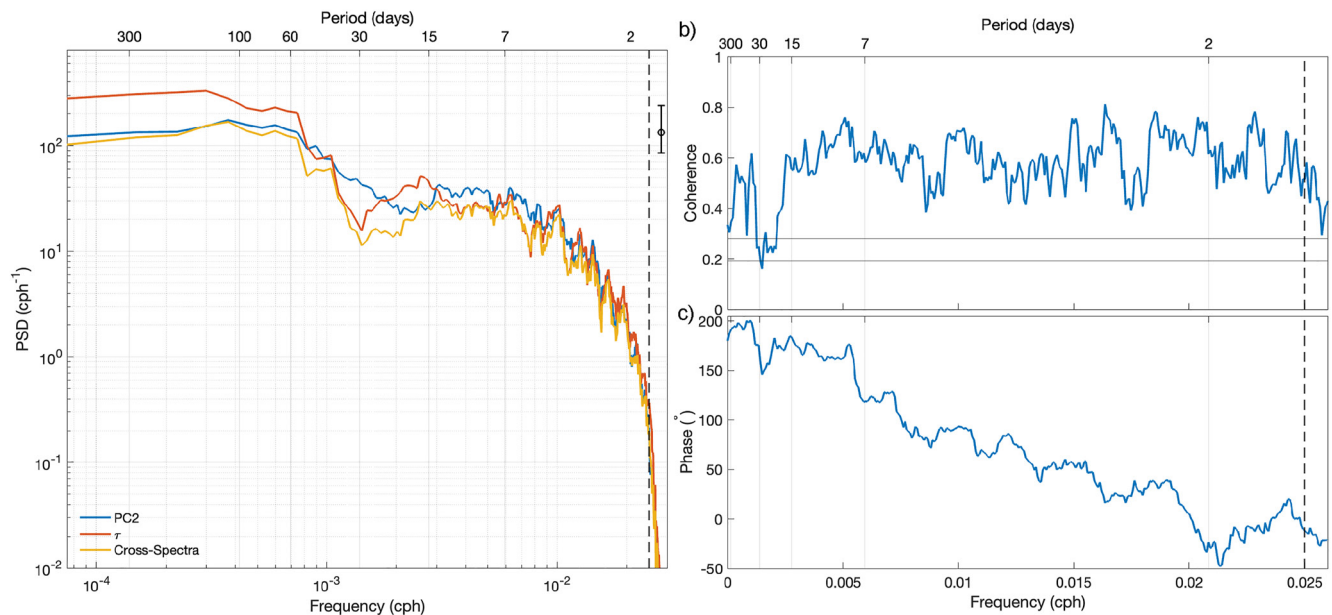 Period (days)
300 100 60 30 15 7 2
10²
10¹
10⁰
10⁻¹
10⁻²
PSD (cph⁻¹)
PC2
τ
Cross-Spectra
10⁻⁴ 10⁻³ 10⁻²
Frequency (cph)
b)
Period (days)
300 30 15 7 2
1
0.8
0.6
0.4
0.2
0
Coherence
c)
200
150
100
50
0
-50
Phase (°)
0 0.005 0.01 0.015 0.02 0.025
Frequency (cph)